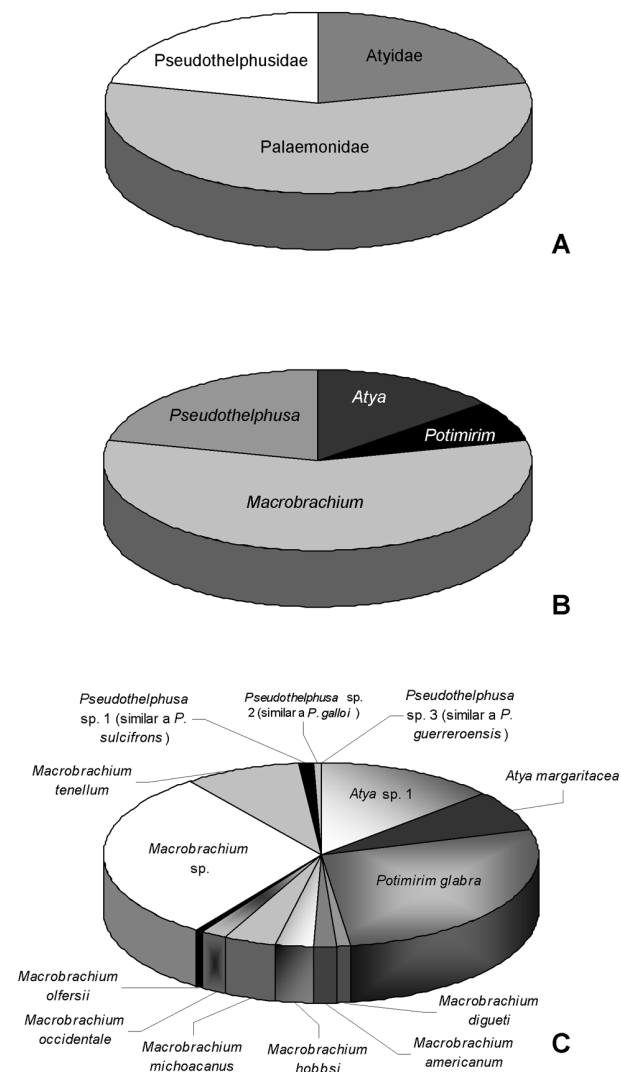 Pseudothelphusidae
Atyidae
Palaemonidae
A
Pseudothelphusa
Atya
Potimirim
Macrobrachium
B
Pseudothelphusa
sp. 1 (similar a P.
sulcifrons)
Pseudothelphusa sp.
2 (similar a P. galloi)
Pseudothelphusa
sp. 3 (similar a P.
guerreroensis)
Macrobrachium
tenellum
Atya sp. 1
Atya margaritacea
Macrobrachium
sp.
Potimirim glabra
Macrobrachium
olfersii
Macrobrachium
occidentale
Macrobrachium
michoacanus
Macrobrachium
hobbsi
Macrobrachium
americanum
Macrobrachium
digueti
C